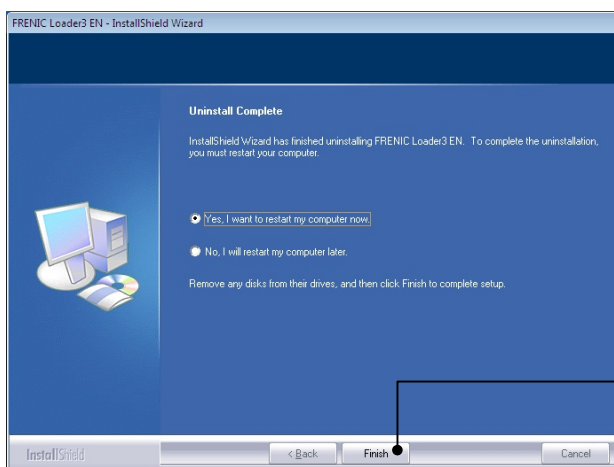 FRENIC Loader3 EN - InstallShield Wizard
Uninstall Complete
InstallShield Wizard has finished uninstalling FRENIC Loader3 EN. To complete the uninstallation,
you must restart your computer.
Yes, I want to restart my computer now.
No, I will restart my computer later.
Remove any disks from their drives, and then click Finish to complete setup.
InstallShield
< Back Finish Cancel